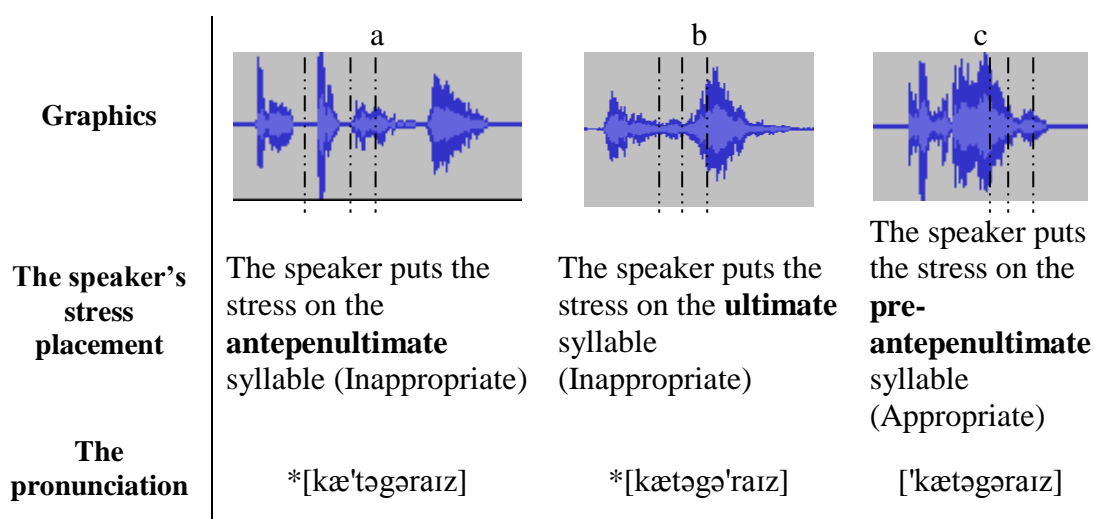 a
b
c
Graphics
The speaker's
stress
placement
The speaker puts the
stress on the
antepenultimate
syllable (Inappropriate)
The speaker puts the
stress on the ultimate
syllable
(Inappropriate)
The speaker puts
the stress on the
pre-
antepenultimate
syllable
(Appropriate)
The
pronunciation
*[kæ'təgəraɪz]
*[kætəgə'raɪz]
['kætəgəraɪz]